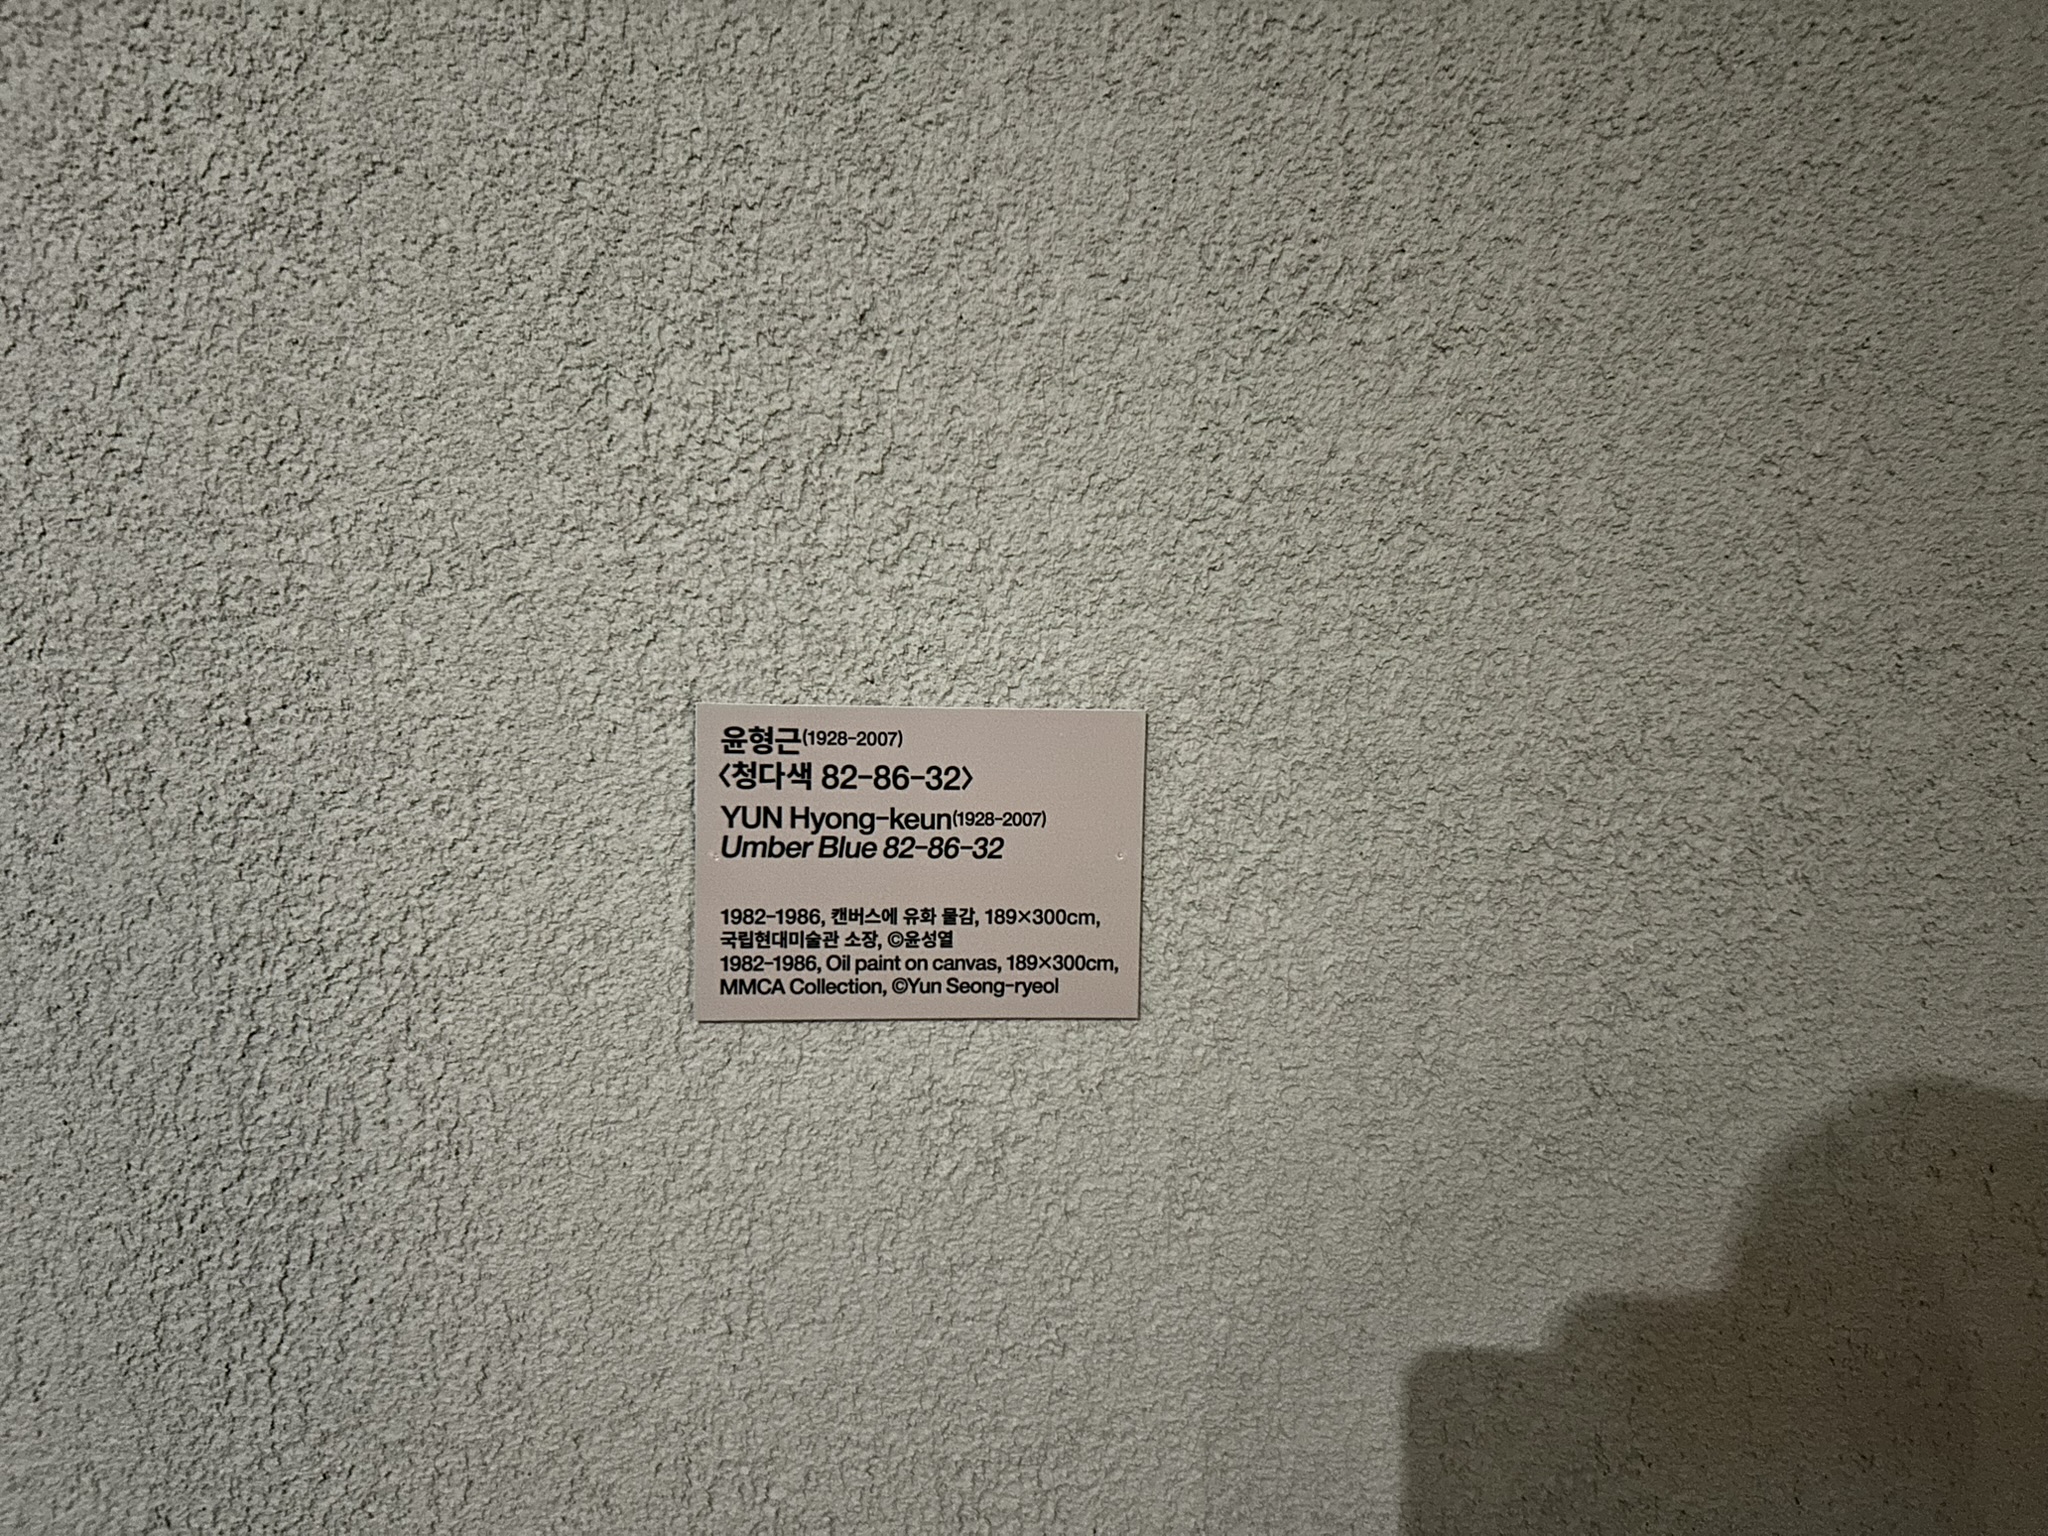 윤형근(1928-2007)
〈청다색 82-86-32〉
YUN Hyong-keun(1928-2007)
Umber Blue 82-86-32
1982-1986, 캔버스에 유화 물감, 189×300cm,
국립현대미술관 소장, ©윤성열
1982-1986, Oil paint on canvas, 189×300cm,
MMCA Collection, ©Yun Seong-ryeol